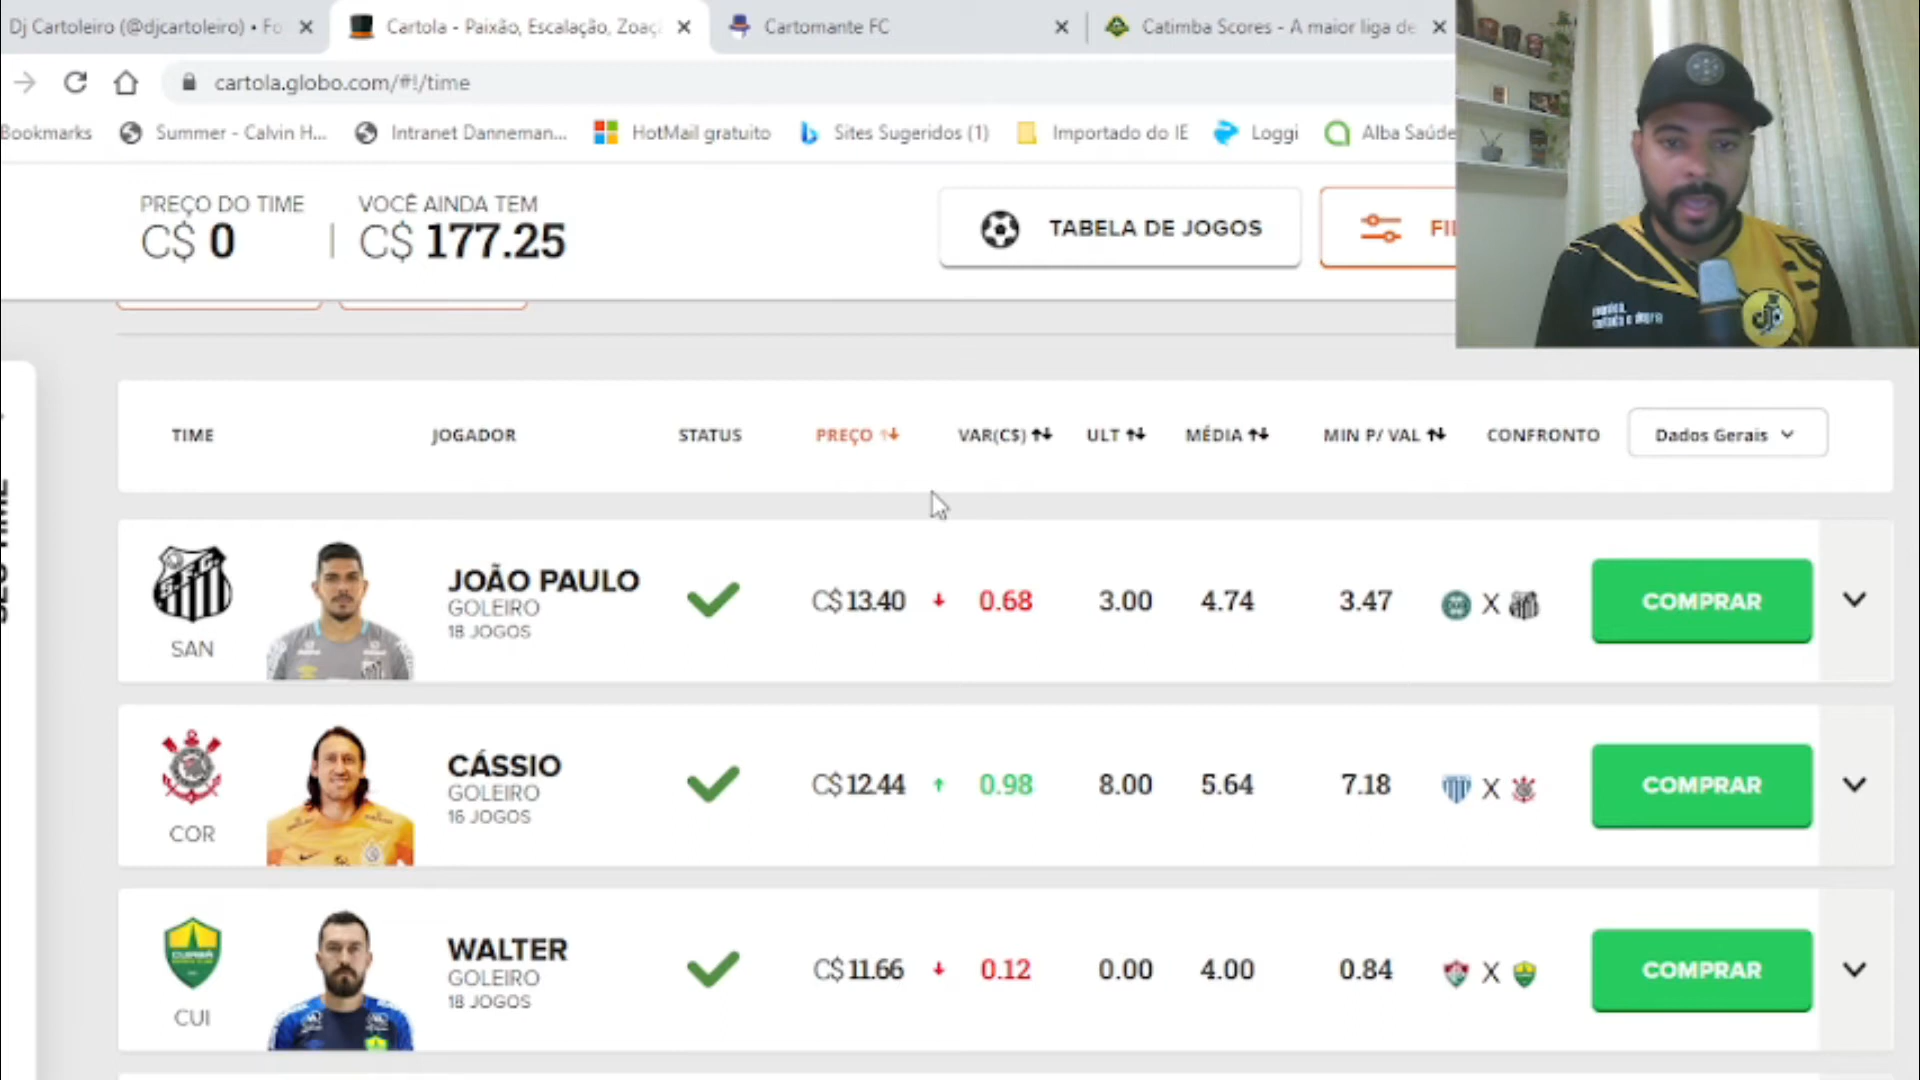 Dj Cartoleiro (@djcartoleiro) • Fo
Cartola - Paixão, Escalação, Zoaç
Cartomante FC
Catimba Scores - A maior liga de
cartola.globo.com/#!/time
Bookmarks
Summer - Calvin H...
Intranet Danneman...
HotMail gratuito
Sites Sugeridos (1)
Importado do IE
Loggi
Alba Saúde
PREÇO DO TIME
C$ 0
VOCÊ AINDA TEM
C$ 177.25
TABELA DE JOGOS
FIL
TIME
JOGADOR
STATUS
PREÇO
VAR(C$)
ULT
MÉDIA
MIN P/ VAL
CONFRONTO
Dados Gerais
SAN
JOÃO PAULO
GOLEIRO
18 JOGOS
C$ 13.40
0.68
3.00
4.74
3.47
X
COMPRAR
COR
CÁSSIO
GOLEIRO
16 JOGOS
C$ 12.44
0.98
8.00
5.64
7.18
X
COMPRAR
CUI
WALTER
GOLEIRO
18 JOGOS
C$ 11.66
0.12
0.00
4.00
0.84
X
COMPRAR